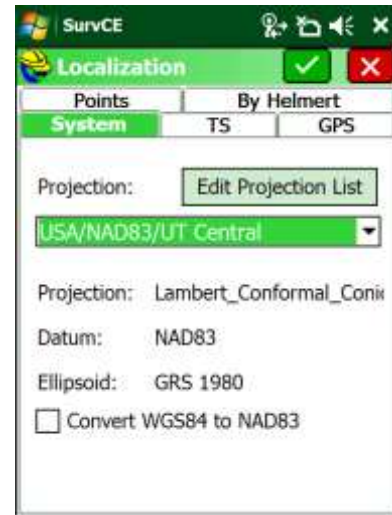 SurvCE
Localization
Points By Helmert
System TS GPS
Projection: Edit Projection List
USA/NAD83/UT Central
Projection: Lambert_Conformal_Conic
Datum: NAD83
Ellipsoid: GRS 1980
Convert WGS84 to NAD83